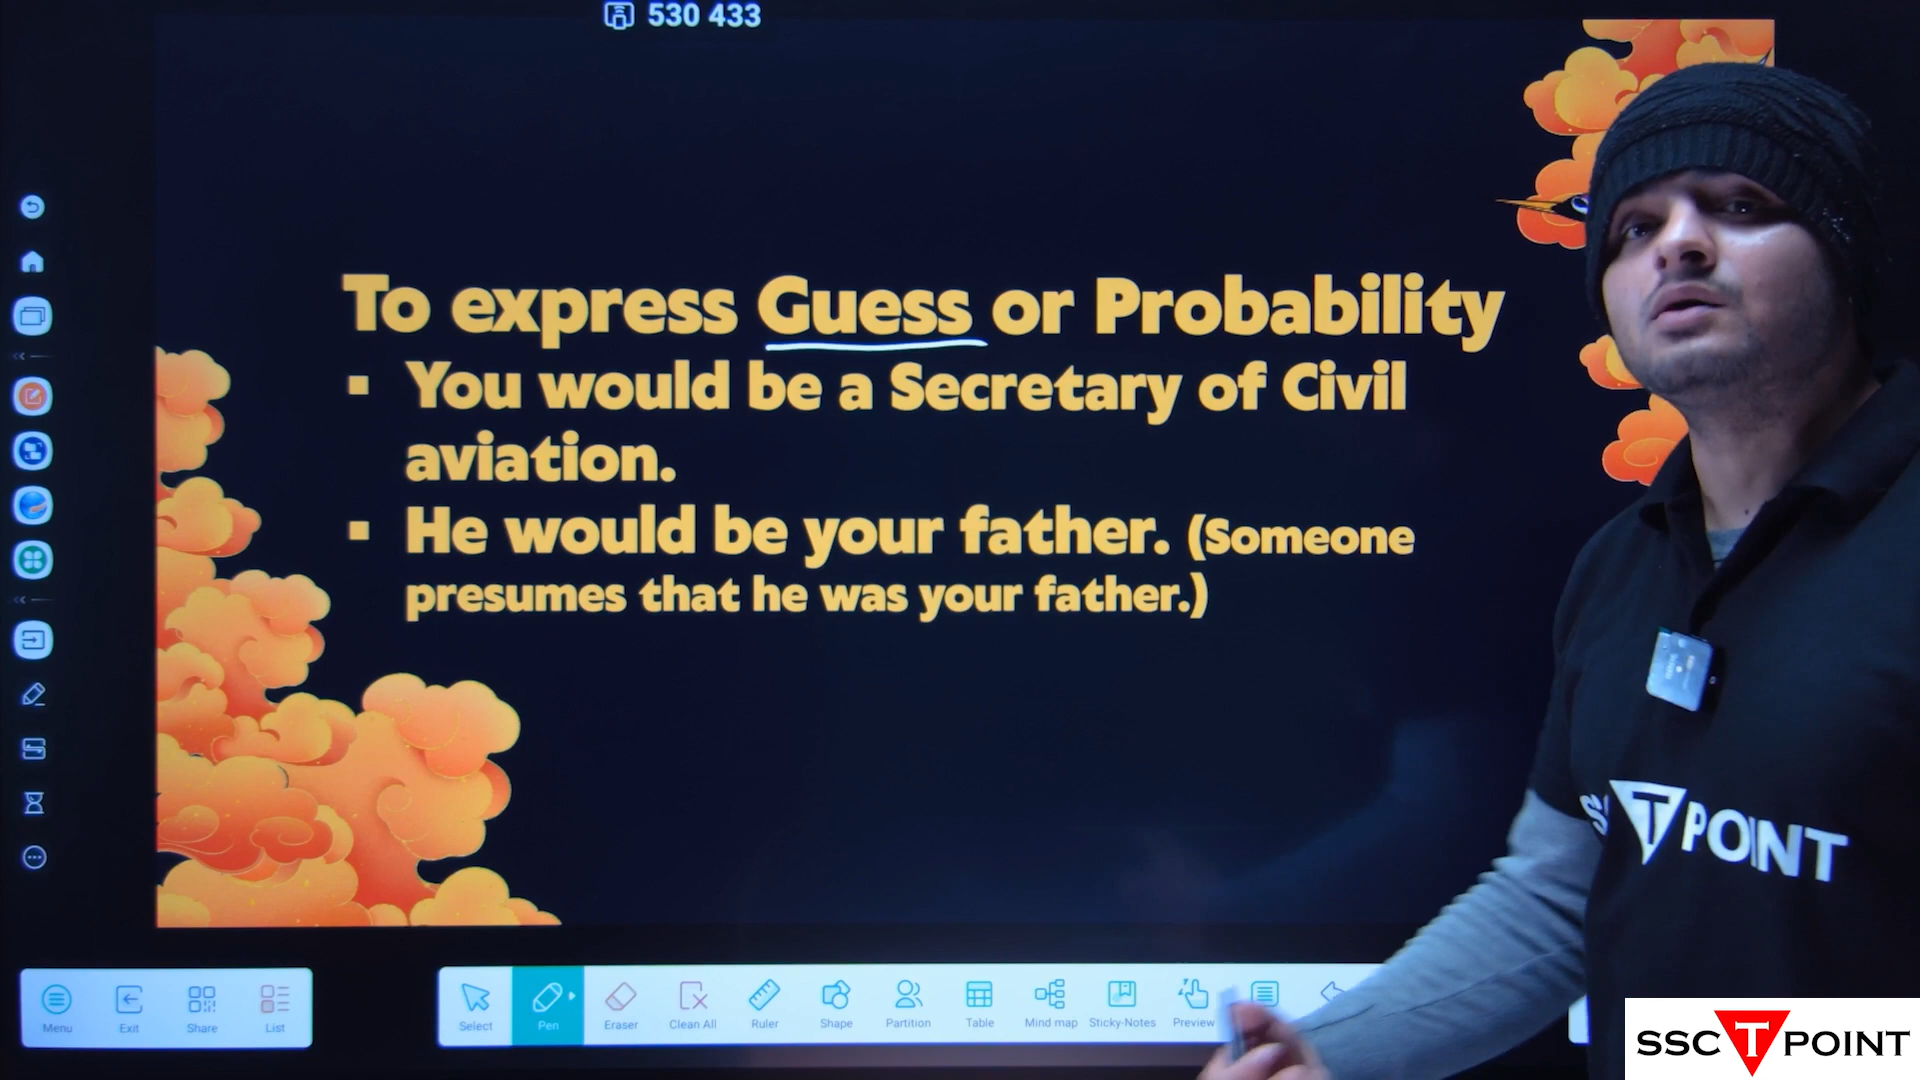 530 433
To express Guess or Probability
▪ You would be a Secretary of Civil
aviation.
▪ He would be your father. (Someone
presumes that he was your father.)
T POINT
Menu Exit Share List
Select Pen Eraser Clean All Ruler Shape Partition Table Mind map Sticky-Notes Preview
SSC T POINT